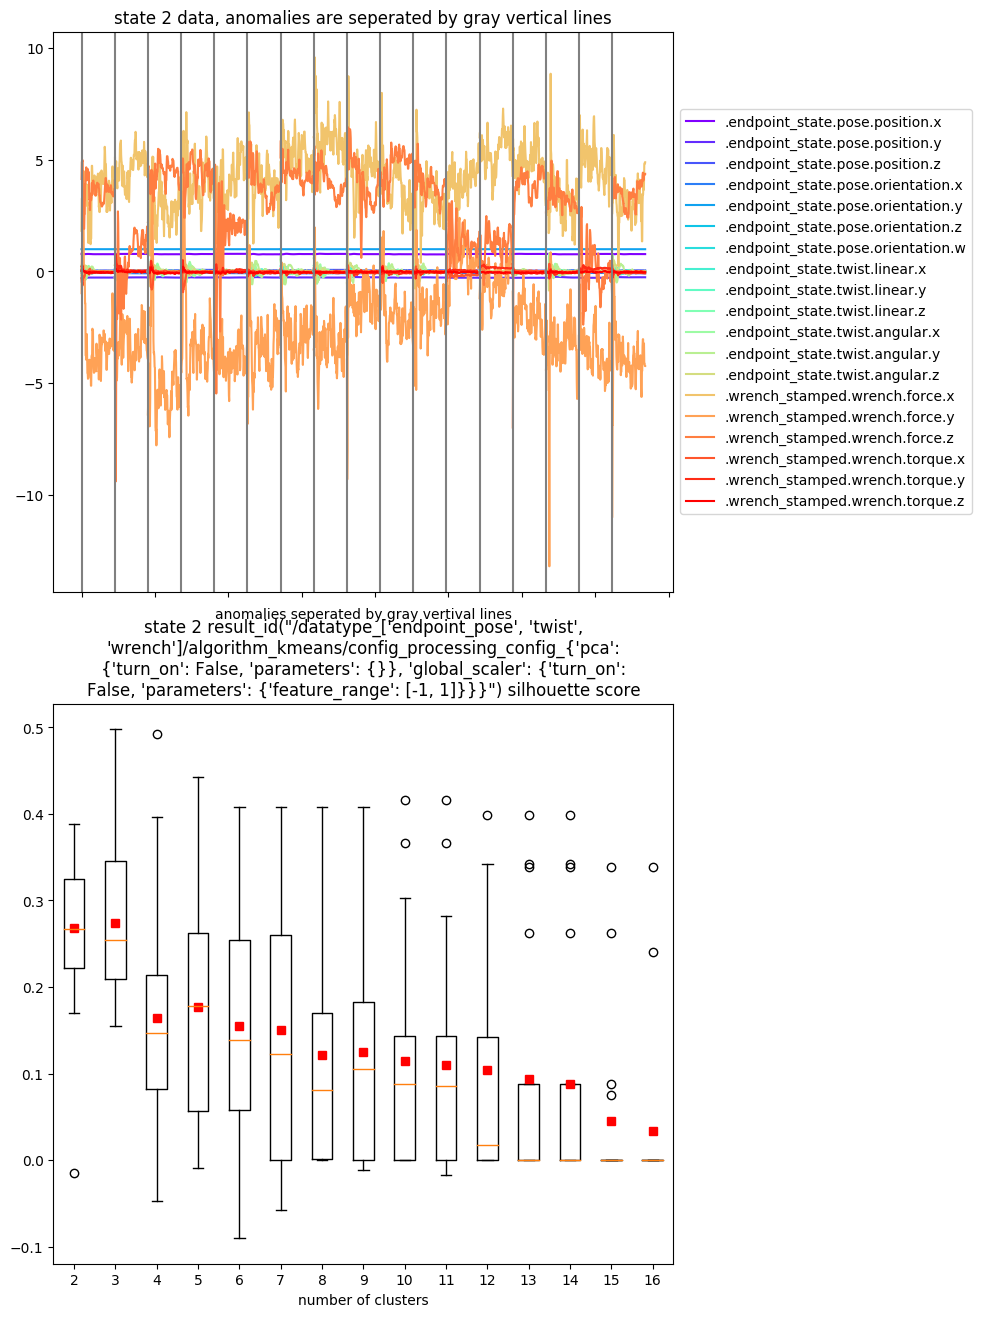 state 2 data, anomalies are seperated by gray vertical lines
10
5
0
−5
−10
.endpoint_state.pose.position.x
.endpoint_state.pose.position.y
.endpoint_state.pose.position.z
.endpoint_state.pose.orientation.x
.endpoint_state.pose.orientation.y
.endpoint_state.pose.orientation.z
.endpoint_state.pose.orientation.w
.endpoint_state.twist.linear.x
.endpoint_state.twist.linear.y
.endpoint_state.twist.linear.z
.endpoint_state.twist.angular.x
.endpoint_state.twist.angular.y
.endpoint_state.twist.angular.z
.wrench_stamped.wrench.force.x
.wrench_stamped.wrench.force.y
.wrench_stamped.wrench.force.z
.wrench_stamped.wrench.torque.x
.wrench_stamped.wrench.torque.y
.wrench_stamped.wrench.torque.z
anomalies seperated by gray vertival lines
state 2 result_id("/datatype_['endpoint_pose', 'twist',
'wrench']/algorithm_kmeans/config_processing_config_{'pca':
{'turn_on': False, 'parameters': {}}, 'global_scaler': {'turn_on':
False, 'parameters': {'feature_range': [-1, 1]}}}") silhouette score
0.5
0.4
0.3
0.2
0.1
0.0
−0.1
2 3 4 5 6 7 8 9 10 11 12 13 14 15 16
number of clusters